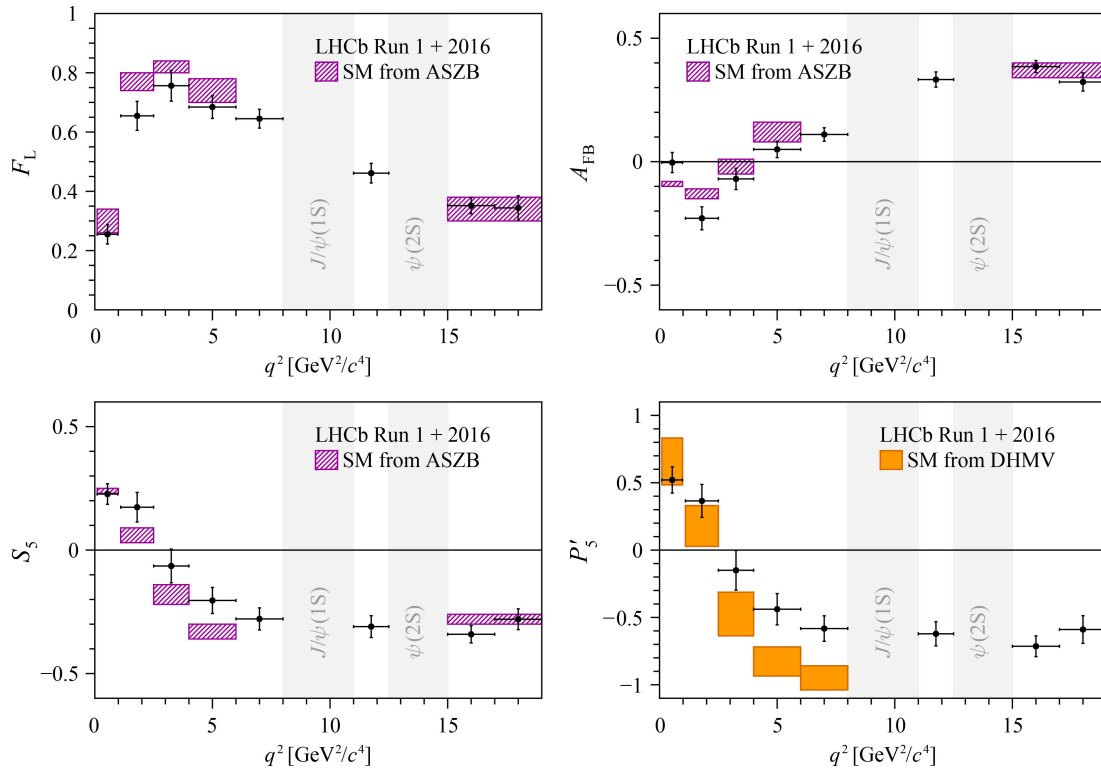 1
0.8
0.6
0.4
0.2
0
F_L
LHCb Run 1 + 2016
SM from ASZB
J/ψ(1S)
ψ(2S)
0 5 10 15
q² [GeV²/c⁴]
0.5
0
−0.5
A_FB
LHCb Run 1 + 2016
SM from ASZB
J/ψ(1S)
ψ(2S)
0 5 10 15
q² [GeV²/c⁴]
0.5
0
−0.5
S₅
LHCb Run 1 + 2016
SM from ASZB
J/ψ(1S)
ψ(2S)
0 5 10 15
q² [GeV²/c⁴]
1
0.5
0
−0.5
−1
P′₅
LHCb Run 1 + 2016
SM from DHMV
J/ψ(1S)
ψ(2S)
0 5 10 15
q² [GeV²/c⁴]